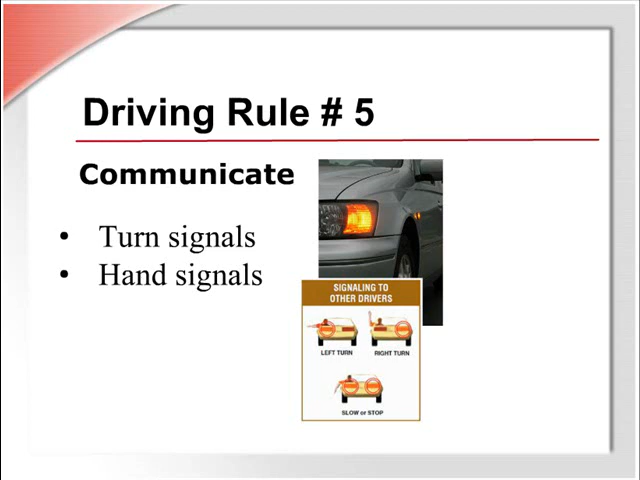 Driving Rule # 5
Communicate
• Turn signals
• Hand signals
SIGNALING TO
OTHER DRIVERS
LEFT TURN
RIGHT TURN
SLOW or STOP